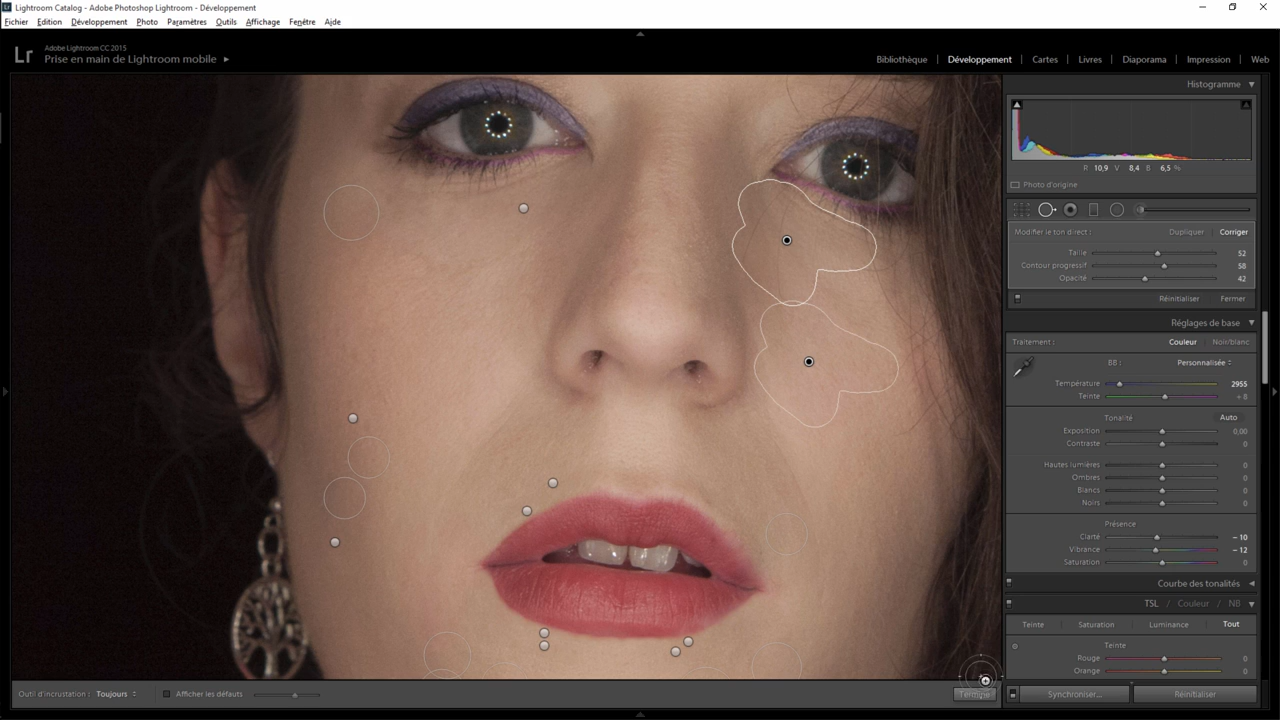 Lightroom Catalog - Adobe Photoshop Lightroom - Développement
Fichier Edition Développement Photo Paramètres Outils Affichage Fenêtre Aide
Lr
Adobe Lightroom CC 2015
Prise en main de Lightroom mobile
Bibliothèque | Développement | Cartes | Livres | Diaporama | Impression | Web
Histogramme
R 10,9 V 8,4 B 6,5 %
Photo d'origine
Modifier le ton direct : Dupliquer Corriger
Taille 52
Contour progressif 58
Opacité 42
Réinitialiser Fermer
Réglages de base
Traitement : Couleur | Noir/blanc
BB : Personnalisée
Température 2955
Teinte + 8
Tonalité Auto
Exposition 0,00
Contraste 0
Hautes lumières 0
Ombres 0
Blancs 0
Noirs 0
Présence
Clarté – 10
Vibrance – 12
Saturation 0
Courbe des tonalités
TSL / Couleur / NB
Teinte Saturation Luminance Tout
Teinte
Rouge 0
Orange 0
Outil d'incrustation : Toujours Afficher les défauts Terminé
Synchroniser... Réinitialiser